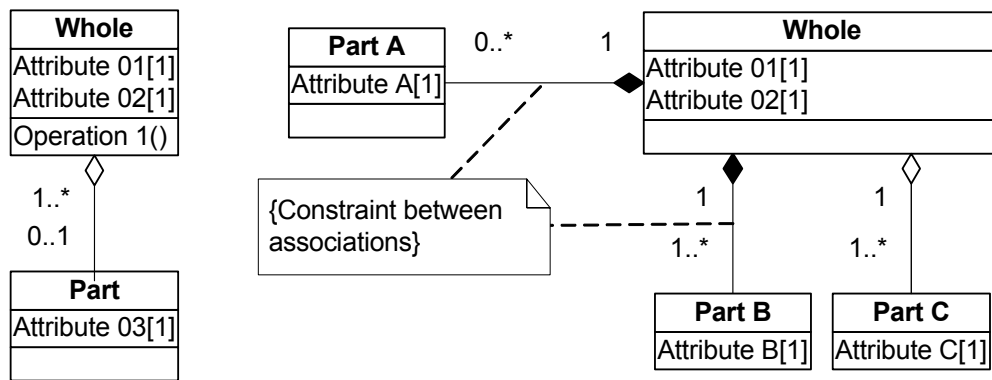 Whole
Attribute 01[1]
Attribute 02[1]
Operation 1()
1..*
0..1
Part
Attribute 03[1]
Part A
Attribute A[1]
0..*
1
Whole
Attribute 01[1]
Attribute 02[1]
{Constraint between
associations}
1
1..*
1
1..*
Part B
Attribute B[1]
Part C
Attribute C[1]